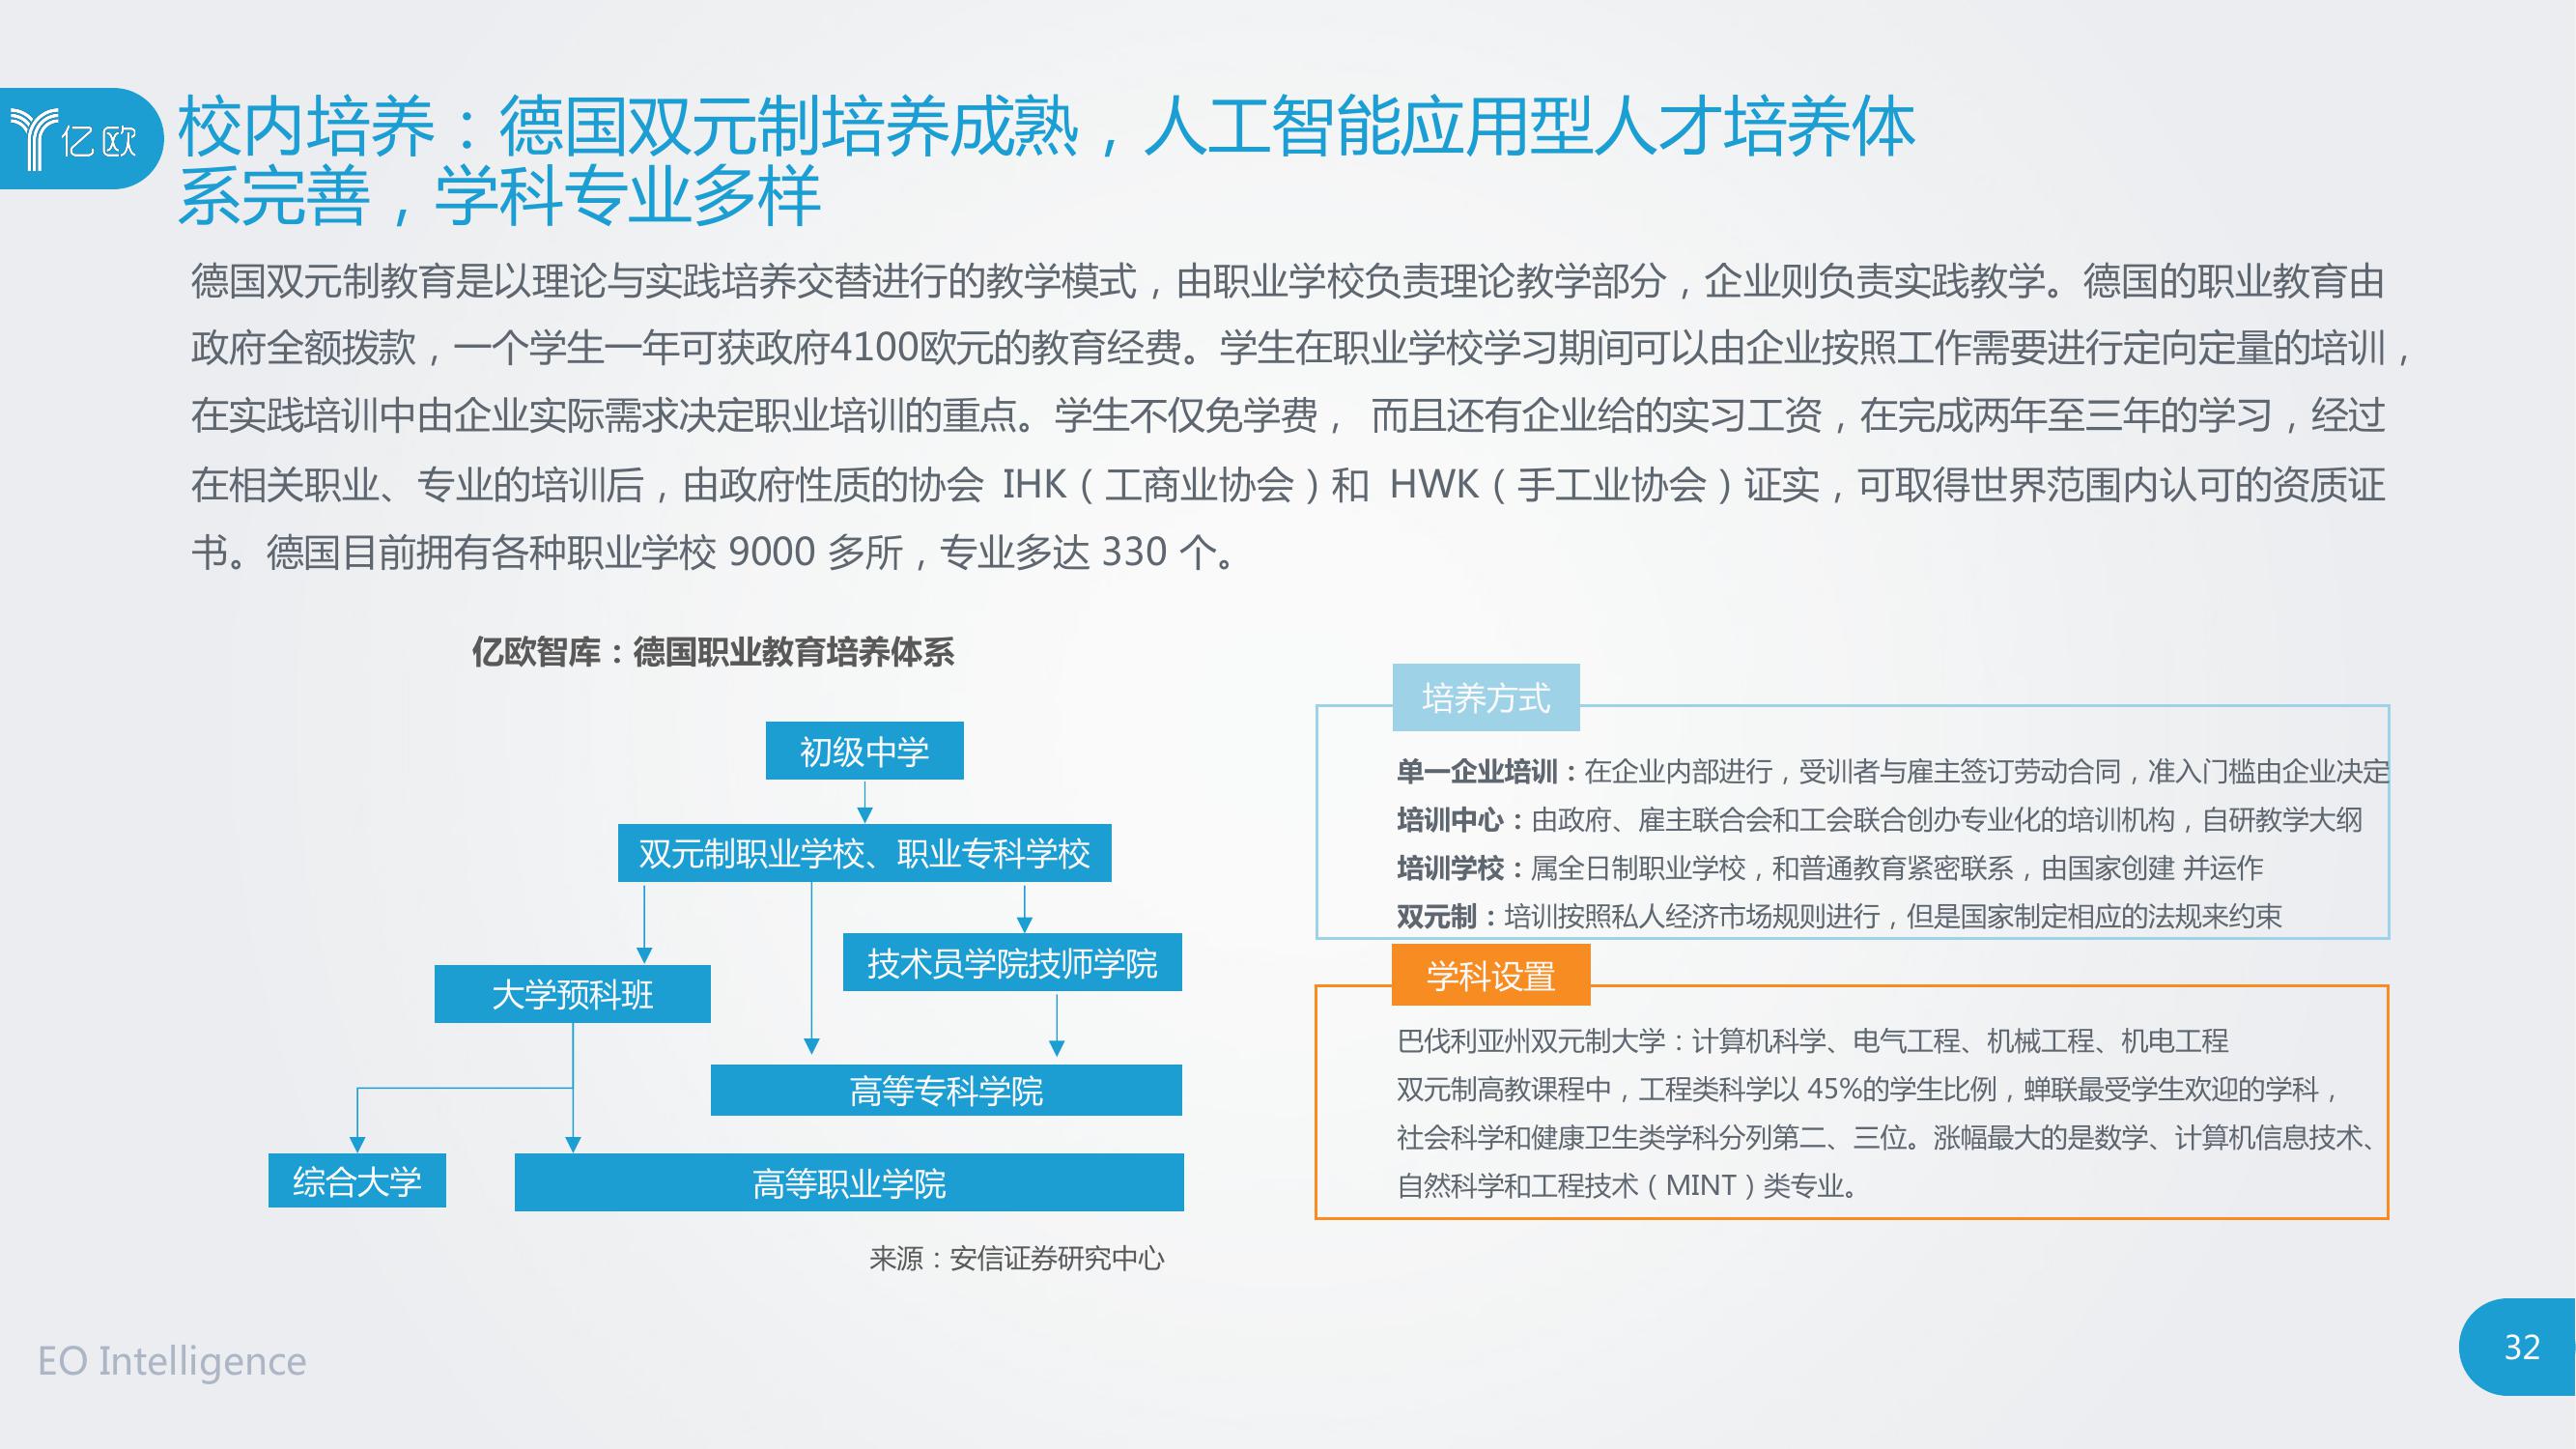 亿欧
校内培养：德国双元制培养成熟，人工智能应用型人才培养体
系完善，学科专业多样
德国双元制教育是以理论与实践培养交替进行的教学模式，由职业学校负责理论教学部分，企业则负责实践教学。德国的职业教育由
政府全额拨款，一个学生一年可获政府4100欧元的教育经费。学生在职业学校学习期间可以由企业按照工作需要进行定向定量的培训，
在实践培训中由企业实际需求决定职业培训的重点。学生不仅免学费， 而且还有企业给的实习工资，在完成两年至三年的学习，经过
在相关职业、专业的培训后，由政府性质的协会 IHK（工商业协会）和 HWK（手工业协会）证实，可取得世界范围内认可的资质证
书。德国目前拥有各种职业学校 9000 多所，专业多达 330 个。
亿欧智库：德国职业教育培养体系
初级中学
双元制职业学校、职业专科学校
技术员学院技师学院
大学预科班
高等专科学院
综合大学
高等职业学院
来源：安信证券研究中心
培养方式
单一企业培训：在企业内部进行，受训者与雇主签订劳动合同，准入门槛由企业决定
培训中心：由政府、雇主联合会和工会联合创办专业化的培训机构，自研教学大纲
培训学校：属全日制职业学校，和普通教育紧密联系，由国家创建 并运作
双元制：培训按照私人经济市场规则进行，但是国家制定相应的法规来约束
学科设置
巴伐利亚州双元制大学：计算机科学、电气工程、机械工程、机电工程
双元制高教课程中，工程类科学以 45%的学生比例，蝉联最受学生欢迎的学科，
社会科学和健康卫生类学科分列第二、三位。涨幅最大的是数学、计算机信息技术、
自然科学和工程技术（MINT）类专业。
EO Intelligence
32